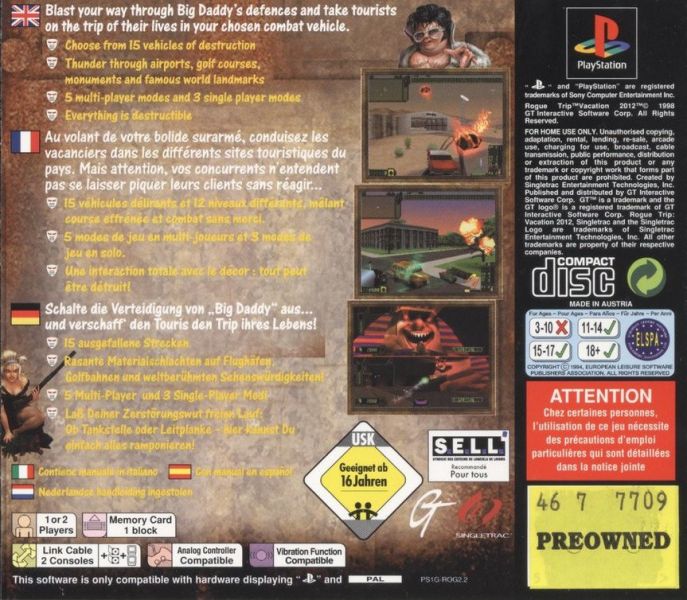 Blast your way through Big Daddy's defences and take tourists
on the trip of their lives in your chosen combat vehicle.
Choose from 15 vehicles of destruction
Thunder through airports, golf courses,
monuments and famous world landmarks
5 multi-player modes and 3 single player modes
Everything is destructible
Au volant de votre bolide surarmé, conduisez les
vacanciers dans les différents sites touristiques du
pays. Mais attention, vos concurrents n'entendent
pas se laisser piquer leurs clients sans réagir...
15 véhicules délirants et 12 niveaux différents, mêlant
course effrénée et combat sans merci.
5 modes de jeu en multi-joueurs et 3 modes de
jeu en solo.
Une interaction totale avec le décor : tout peut
être détruit!
Schalte die Verteidigung von „Big Daddy" aus...
und verschaff' den Touris den Trip ihres Lebens!
15 ausgefallene Strecken
Rasante Materialschlachten auf Flughäfen,
Golfbahnen und weltberühmten Sehenswürdigkeiten!
5 Multi-Player und 3 Single-Player Modi
Laß Deiner Zerstörungswut freien Lauf:
Ob Tankstelle oder Leitplanke - hier kannst Du
einfach alles ramponieren!
Contiene manuale in italiano
Con manual en español
Nederlandse handleiding ingesloten
1 or 2
Players
Memory Card
1 block
Link Cable
2 Consoles
Analog Controller
Compatible
Vibration Function
Compatible
This software is only compatible with hardware displaying " " and
PAL
PS1G-ROG2.2
USK
Geeignet ab
16 Jahren
S.E.L.L.
SYNDICAT DES EDITEURS DE LOGICIELS DE LOISIRS
Recommandé
Pour tous
GT
SINGLETRAC
PlayStation
" " and "PlayStation" are registered
trademarks of Sony Computer Entertainment Inc.
Rogue Trip™Vacation 2012™© 1998
GT Interactive Software Corp. All Rights
Reserved.
FOR HOME USE ONLY. Unauthorised copying,
adaptation, rental, lending, re-sale, arcade
use, charging for use, broadcast, cable
transmission, public performance, distribution
or extraction of this product or any
trademark or copyright work that forms part
of this product are prohibited. Created by
Singletrac Entertainment Technologies, Inc.
Published and distributed by GT Interactive
Software Corp. GT™ is a trademark and the
GT logo® is a registered trademark of GT
Interactive Software Corp. Rogue Trip:
Vacation 2012, Singletrac and the Singletrac
Logo are trademarks of Singletrac
Entertainment Technologies, Inc. All other
trademarks are property of their respective
companies.
COMPACT
disc
MADE IN AUSTRIA
For Ages - Pour Ages - Para Años - Für Jahre - Per Anni
3-10
11-14
15-17
18+
ELSPA
COPYRIGHT © 1994, EUROPEAN LEISURE SOFTWARE
PUBLISHERS ASSOCIATION, ALL RIGHTS RESERVED.
ATTENTION
Chez certaines personnes,
l'utilisation de ce jeu nécessite
des précautions d'emploi
particulières qui sont détaillées
dans la notice jointe
46 7 7709
PREOWNED